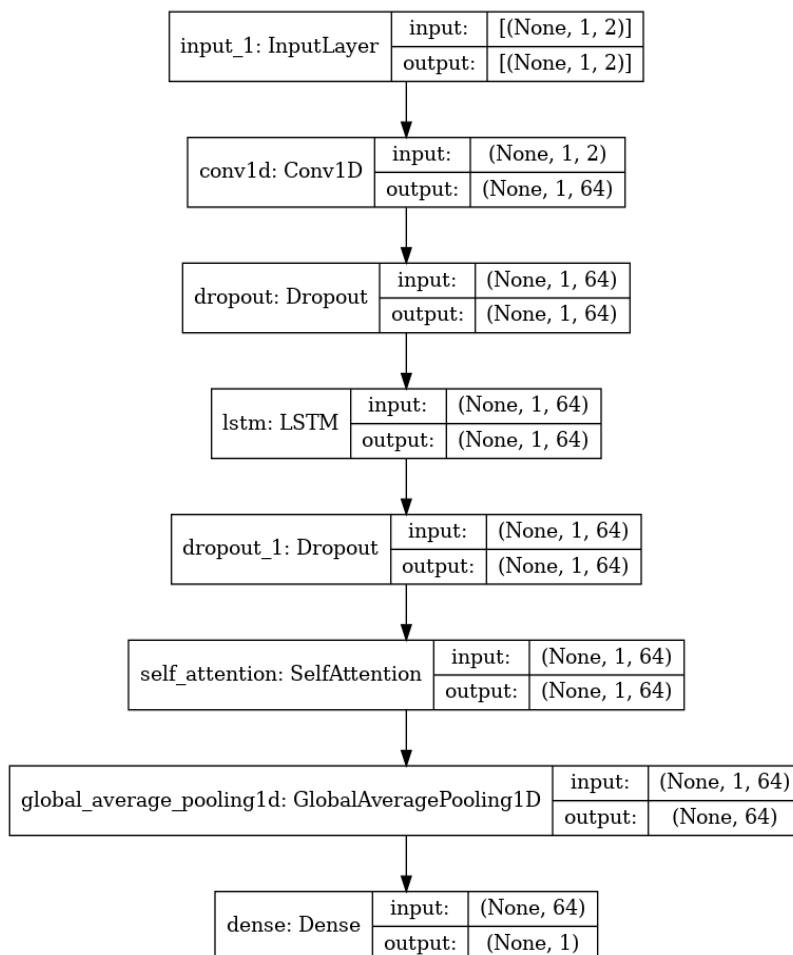 input_1: InputLayer
input: [(None, 1, 2)]
output: [(None, 1, 2)]
conv1d: Conv1D
input: (None, 1, 2)
output: (None, 1, 64)
dropout: Dropout
input: (None, 1, 64)
output: (None, 1, 64)
lstm: LSTM
input: (None, 1, 64)
output: (None, 1, 64)
dropout_1: Dropout
input: (None, 1, 64)
output: (None, 1, 64)
self_attention: SelfAttention
input: (None, 1, 64)
output: (None, 1, 64)
global_average_pooling1d: GlobalAveragePooling1D
input: (None, 1, 64)
output: (None, 64)
dense: Dense
input: (None, 64)
output: (None, 1)